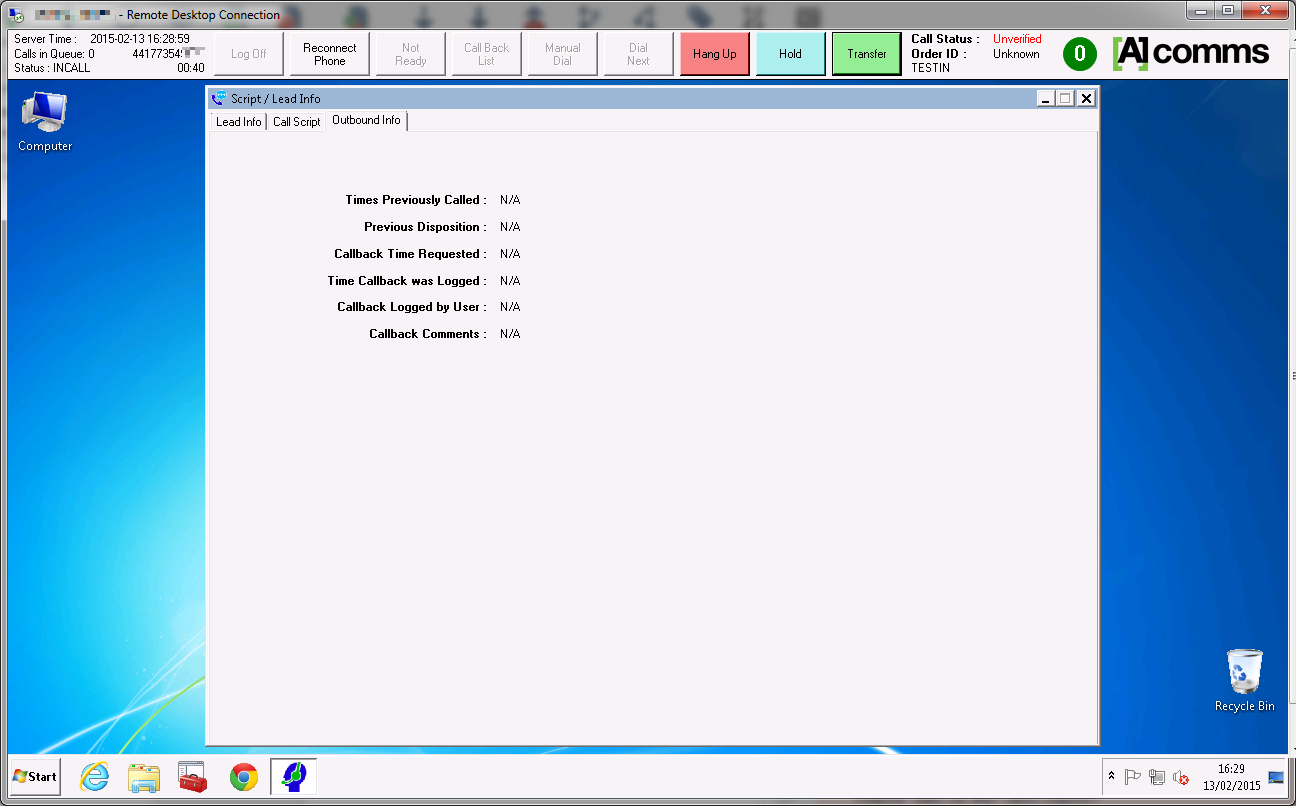 - Remote Desktop Connection
Server Time : 2015-02-13 16:28:59
Calls in Queue: 0 44177354
Status : INCALL 00:40
Log Off
Reconnect
Phone
Not
Ready
Call Back
List
Manual
Dial
Dial
Next
Hang Up
Hold
Transfer
Call Status : Unverified
Order ID : Unknown
TESTIN
0
[A]comms
Script / Lead Info
Lead Info
Call Script
Outbound Info
Computer
Times Previously Called : N/A
Previous Disposition : N/A
Callback Time Requested : N/A
Time Callback was Logged : N/A
Callback Logged by User : N/A
Callback Comments : N/A
Recycle Bin
Start
16:29
13/02/2015